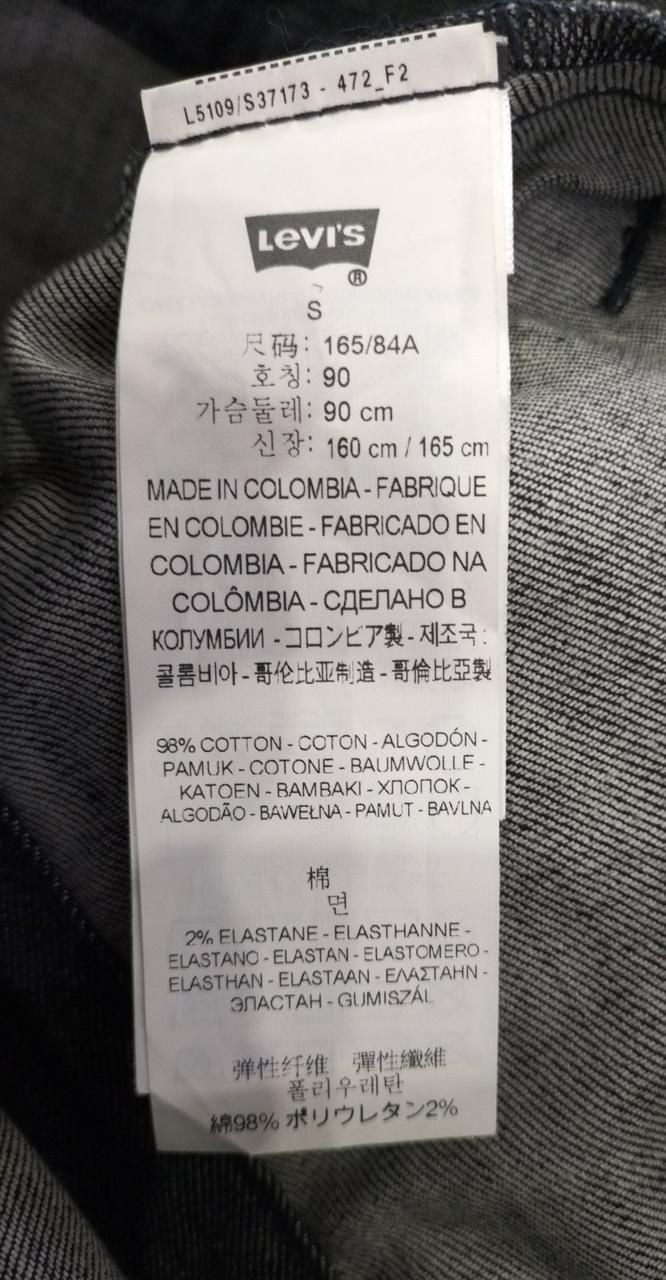 L5109/S37173 - 472_F2
LEVI'S
®
S
尺码: 165/84A
호칭: 90
가슴둘레: 90 cm
신장: 160 cm / 165 cm
MADE IN COLOMBIA - FABRIQUE
EN COLOMBIE - FABRICADO EN
COLOMBIA - FABRICADO NA
COLÔMBIA - СДЕЛАНО В
КОЛУМБИИ - コロンビア製 - 제조국 :
콜롬비아 - 哥伦比亚制造 - 哥倫比亞製
98% COTTON - COTON - ALGODÓN -
PAMUK - COTONE - BAUMWOLLE -
KATOEN - BAMBAKI - ХЛОПОК -
ALGODÃO - BAWEŁNA - PAMUT - BAVLNA
棉
면
2% ELASTANE - ELASTHANNE -
ELASTANO - ELASTAN - ELASTOMERO -
ELASTHAN - ELASTAAN - ΕΛΑΣΤΑΗΝ -
ЭЛАСТАН - GUMISZÁL
弹性纤维 彈性纖維
폴리우레탄
綿98% ポリウレタン2%